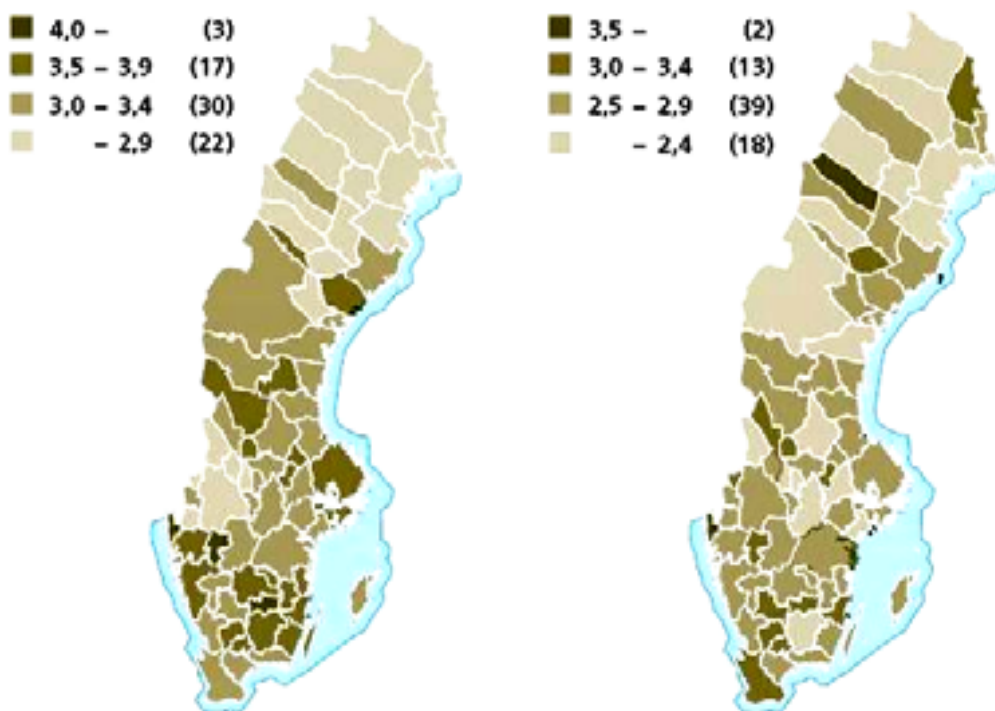 4,0 – (3)
3,5 – 3,9 (17)
3,0 – 3,4 (30)
– 2,9 (22)
3,5 – (2)
3,0 – 3,4 (13)
2,5 – 2,9 (39)
– 2,4 (18)